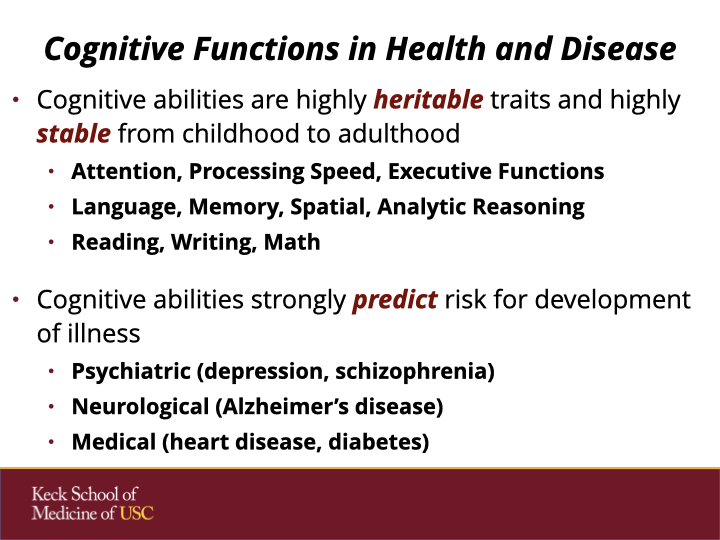 Cognitive Functions in Health and Disease
• Cognitive abilities are highly heritable traits and highly
stable from childhood to adulthood
• Attention, Processing Speed, Executive Functions
• Language, Memory, Spatial, Analytic Reasoning
• Reading, Writing, Math
• Cognitive abilities strongly predict risk for development
of illness
• Psychiatric (depression, schizophrenia)
• Neurological (Alzheimer’s disease)
• Medical (heart disease, diabetes)
Keck School of
Medicine of USC